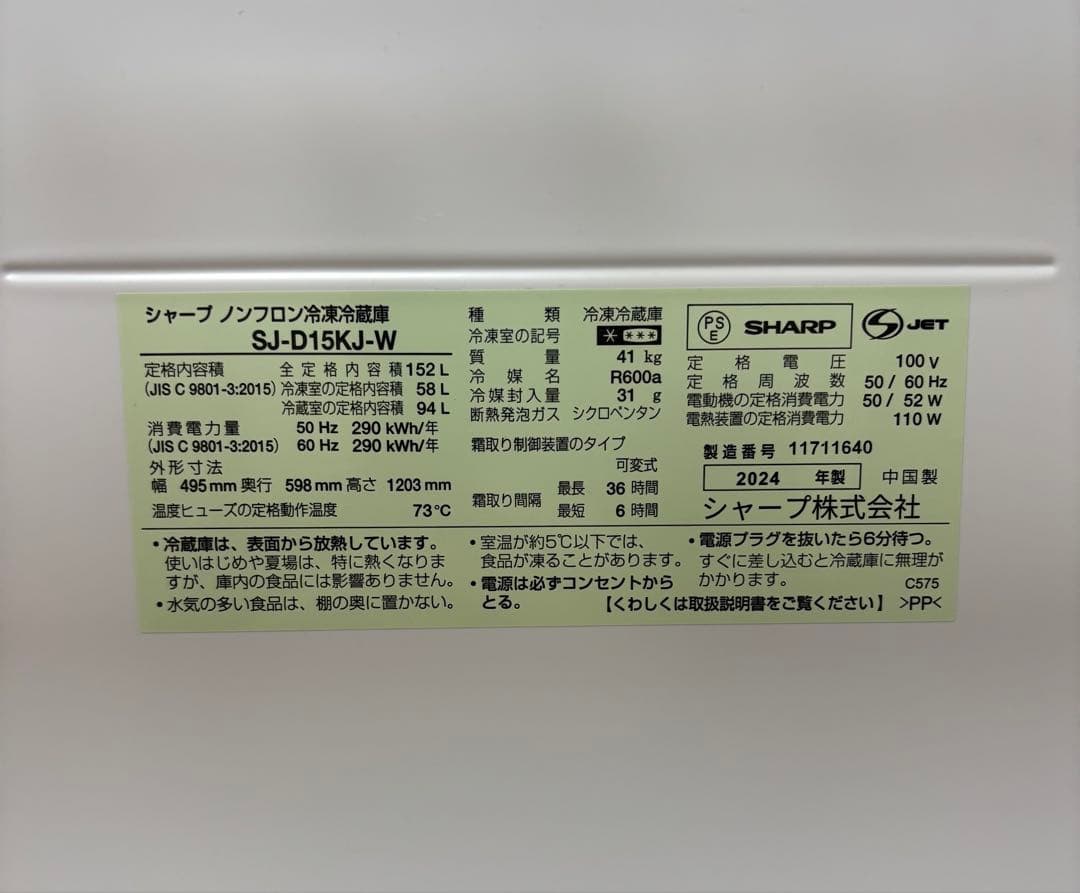 シャープ ノンフロン冷凍冷蔵庫
SJ-D15KJ-W
定格内容積 全定格内容積 152 L
(JIS C 9801-3:2015) 冷凍室の定格内容積 58 L
冷蔵室の定格内容積 94 L
消費電力量 50 Hz 290 kWh/年
(JIS C 9801-3:2015) 60 Hz 290 kWh/年
外形寸法
幅 495 mm 奥行 598 mm 高さ 1203 mm
温度ヒューズの定格動作温度 73℃
種類 冷凍冷蔵庫
冷凍室の記号 * ***
質量 41 kg
冷媒名 R600a
冷媒封入量 31 g
断熱発泡ガス シクロペンタン
霜取り制御装置のタイプ
可変式
霜取り間隔 最長 36 時間
最短 6 時間
PSE SHARP S JET
定格電圧 100 V
定格周波数 50 / 60 Hz
電動機の定格消費電力 50 / 52 W
電熱装置の定格消費電力 110 W
製造番号 11711640
2024 年製 中国製
シャープ株式会社
・冷蔵庫は、表面から放熱しています。
使いはじめや夏場は、特に熱くなりま
すが、庫内の食品には影響ありません。
・水気の多い食品は、棚の奥に置かない。
・室温が約5℃以下では、
食品が凍ることがあります。
・電源は必ずコンセントから
とる。
・電源プラグを抜いたら6分待つ。
すぐに差し込むと冷蔵庫に無理が
かかります。 C575
【くわしくは取扱説明書をご覧ください】 >PP<